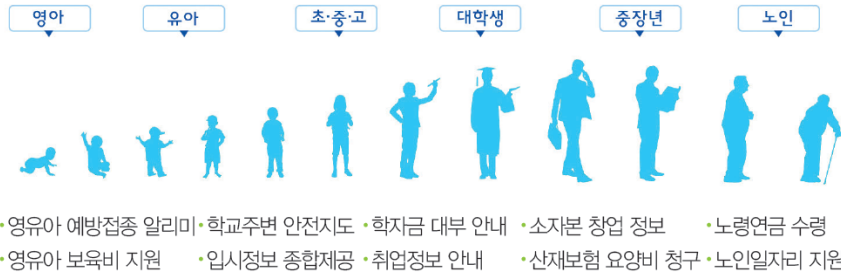 영아 유아 초·중·고 대학생 중장년 노인
• 영유아 예방접종 알리미 • 학교주변 안전지도 • 학자금 대부 안내 • 소자본 창업 정보 • 노령연금 수령
• 영유아 보육비 지원 • 입시정보 종합제공 • 취업정보 안내 • 산재보험 요양비 청구 • 노인일자리 지원